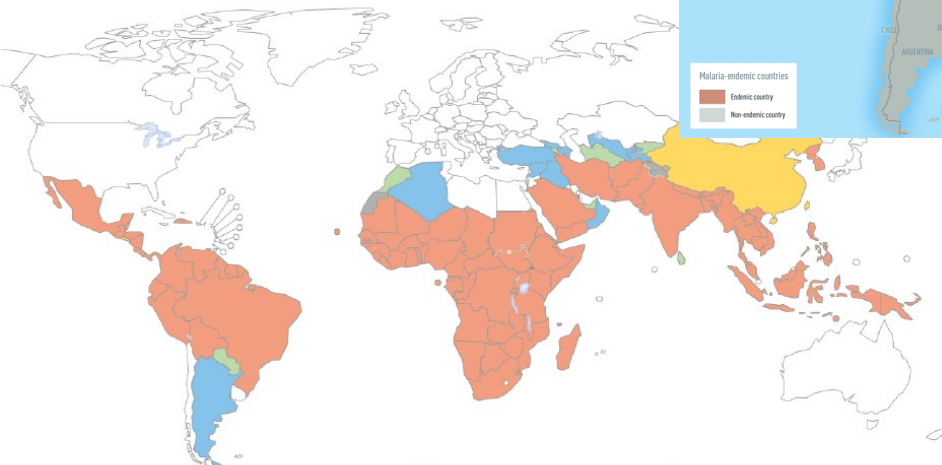 CHILE
ARGENTINA
Malaria-endemic countries
Endemic country
Non-endemic country